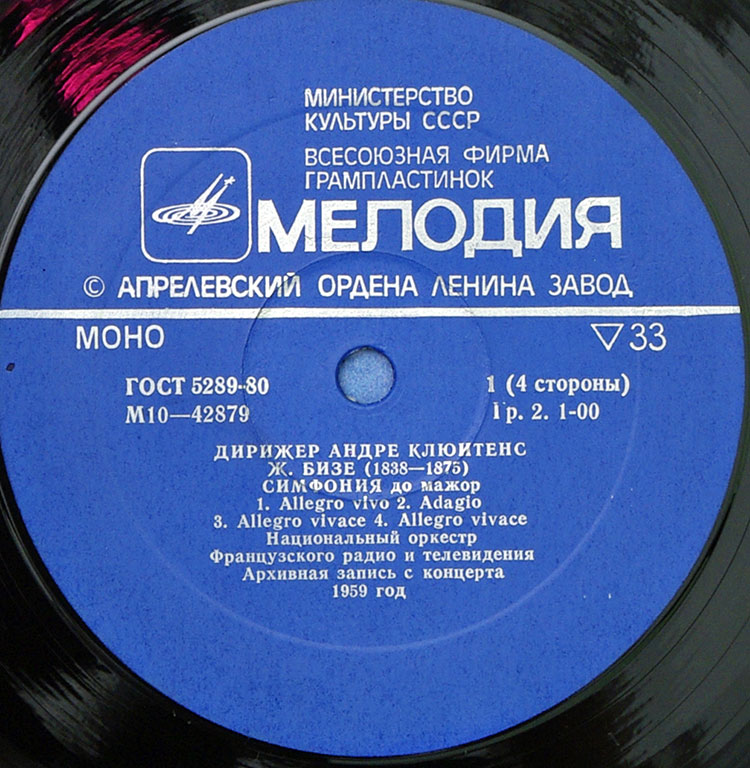 МИНИСТЕРСТВО
КУЛЬТУРЫ СССР
ВСЕСОЮЗНАЯ ФИРМА
ГРАМПЛАСТИНОК
МЕЛОДИЯ
© АПРЕЛЕВСКИЙ ОРДЕНА ЛЕНИНА ЗАВОД
МОНО ▽33
ГОСТ 5289-80 1 (4 стороны)
М10—42879 Гр. 2. 1-00
ДИРИЖЕР АНДРЕ КЛЮИТЕНС
Ж. БИЗЕ (1838—1875)
СИМФОНИЯ до мажор
1. Allegro vivo 2. Adagio
3. Allegro vivace 4. Allegro vivace
Национальный оркестр
Французского радио и телевидения
Архивная запись с концерта
1959 год